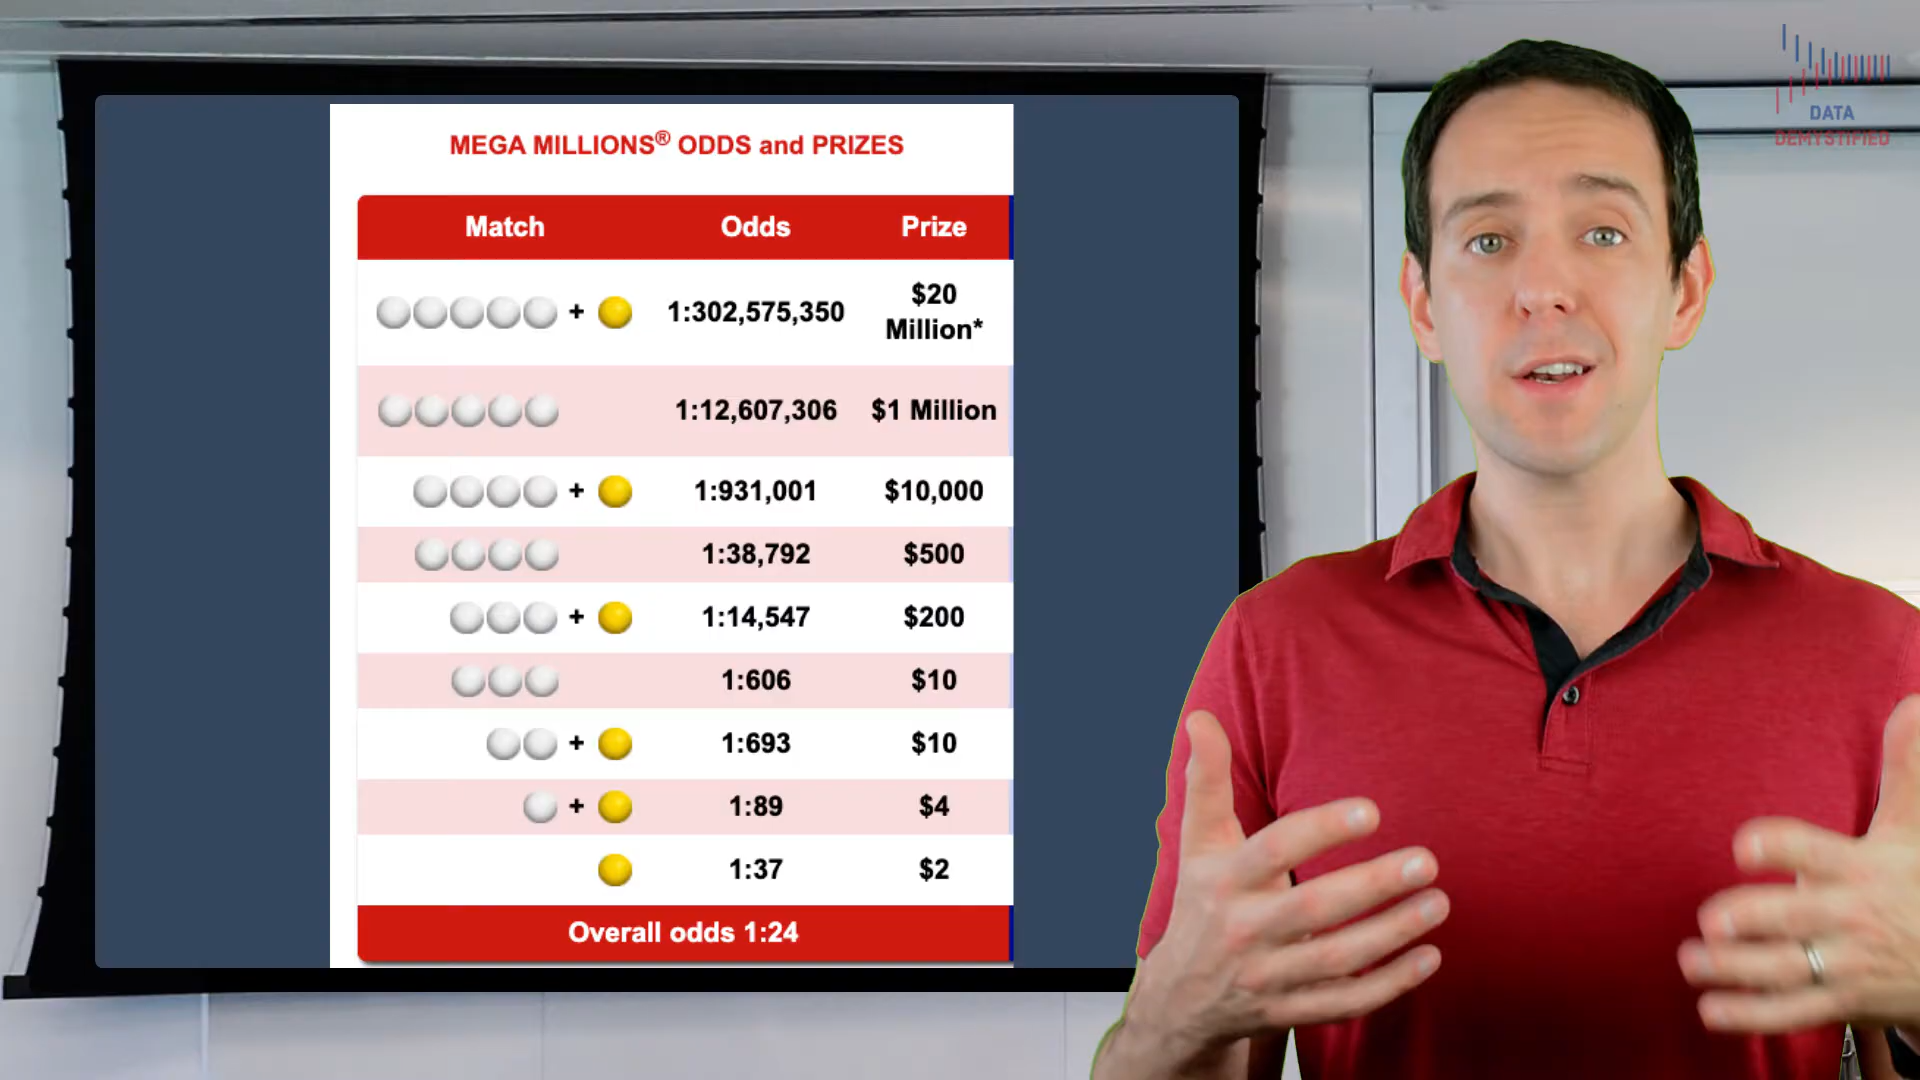 MEGA MILLIONS® ODDS and PRIZES
Match Odds Prize
+ 1:302,575,350 $20 Million*
1:12,607,306 $1 Million
+ 1:931,001 $10,000
1:38,792 $500
+ 1:14,547 $200
1:606 $10
+ 1:693 $10
+ 1:89 $4
1:37 $2
Overall odds 1:24
DATA
DEMYSTIFIED